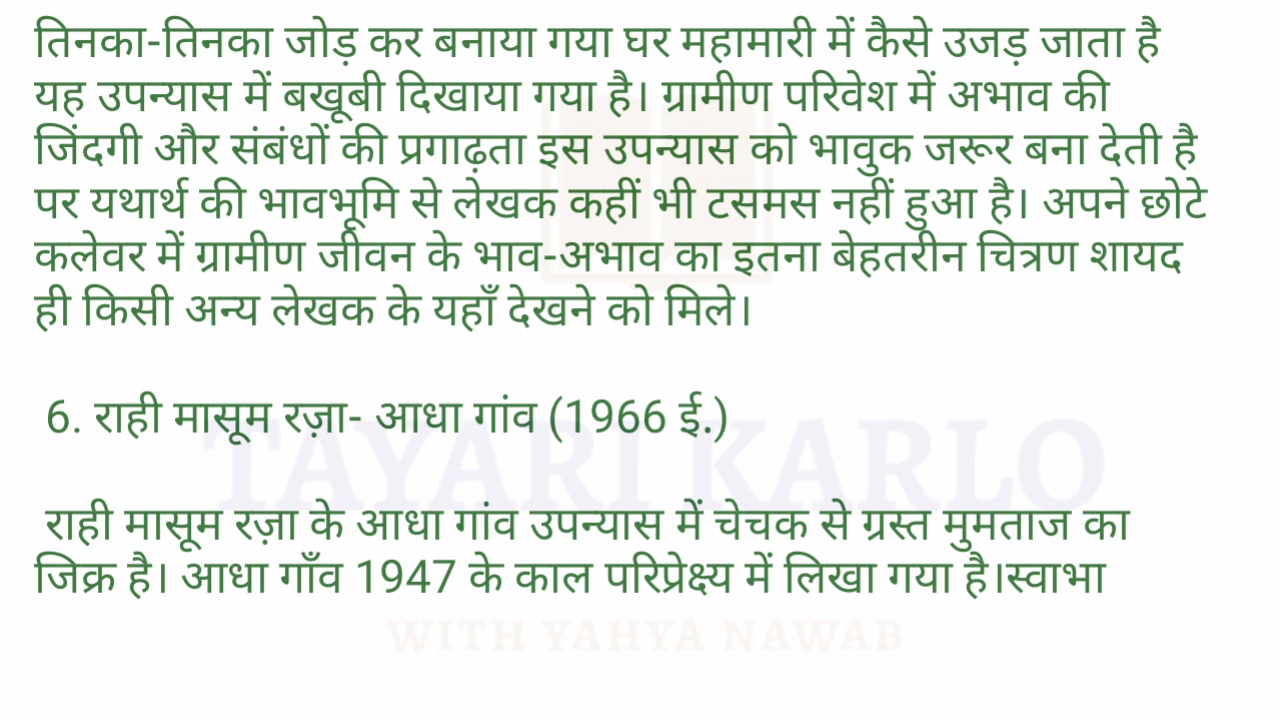 तिनका-तिनका जोड़ कर बनाया गया घर महामारी में कैसे उजड़ जाता है
यह उपन्यास में बखूबी दिखाया गया है। ग्रामीण परिवेश में अभाव की
जिंदगी और संबंधों की प्रगाढ़ता इस उपन्यास को भावुक जरूर बना देती है
पर यथार्थ की भावभूमि से लेखक कहीं भी टसमस नहीं हुआ है। अपने छोटे
कलेवर में ग्रामीण जीवन के भाव-अभाव का इतना बेहतरीन चित्रण शायद
ही किसी अन्य लेखक के यहाँ देखने को मिले।
6. राही मासूम रज़ा- आधा गांव (1966 ई.)
TAYARI KARLO
राही मासूम रज़ा के आधा गांव उपन्यास में चेचक से ग्रस्त मुमताज का
जिक्र है। आधा गाँव 1947 के काल परिप्रेक्ष्य में लिखा गया है।स्वाभा
WITH YAHYA NAWAB